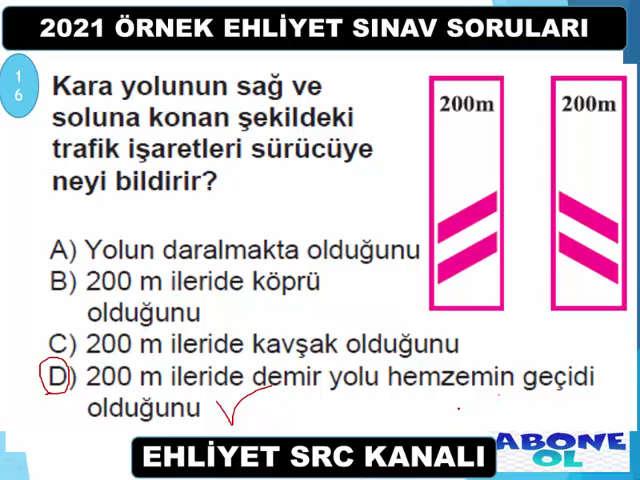 2021 ÖRNEK EHLİYET SINAV SORULARI
1
6
Kara yolunun sağ ve
soluna konan şekildeki
trafik işaretleri sürücüye
neyi bildirir?
200m
200m
A) Yolun daralmakta olduğunu
B) 200 m ileride köprü
olduğunu
C) 200 m ileride kavşak olduğunu
D) 200 m ileride demir yolu hemzemin geçidi
olduğunu
EHLİYET SRC KANALI
ABONE
OL